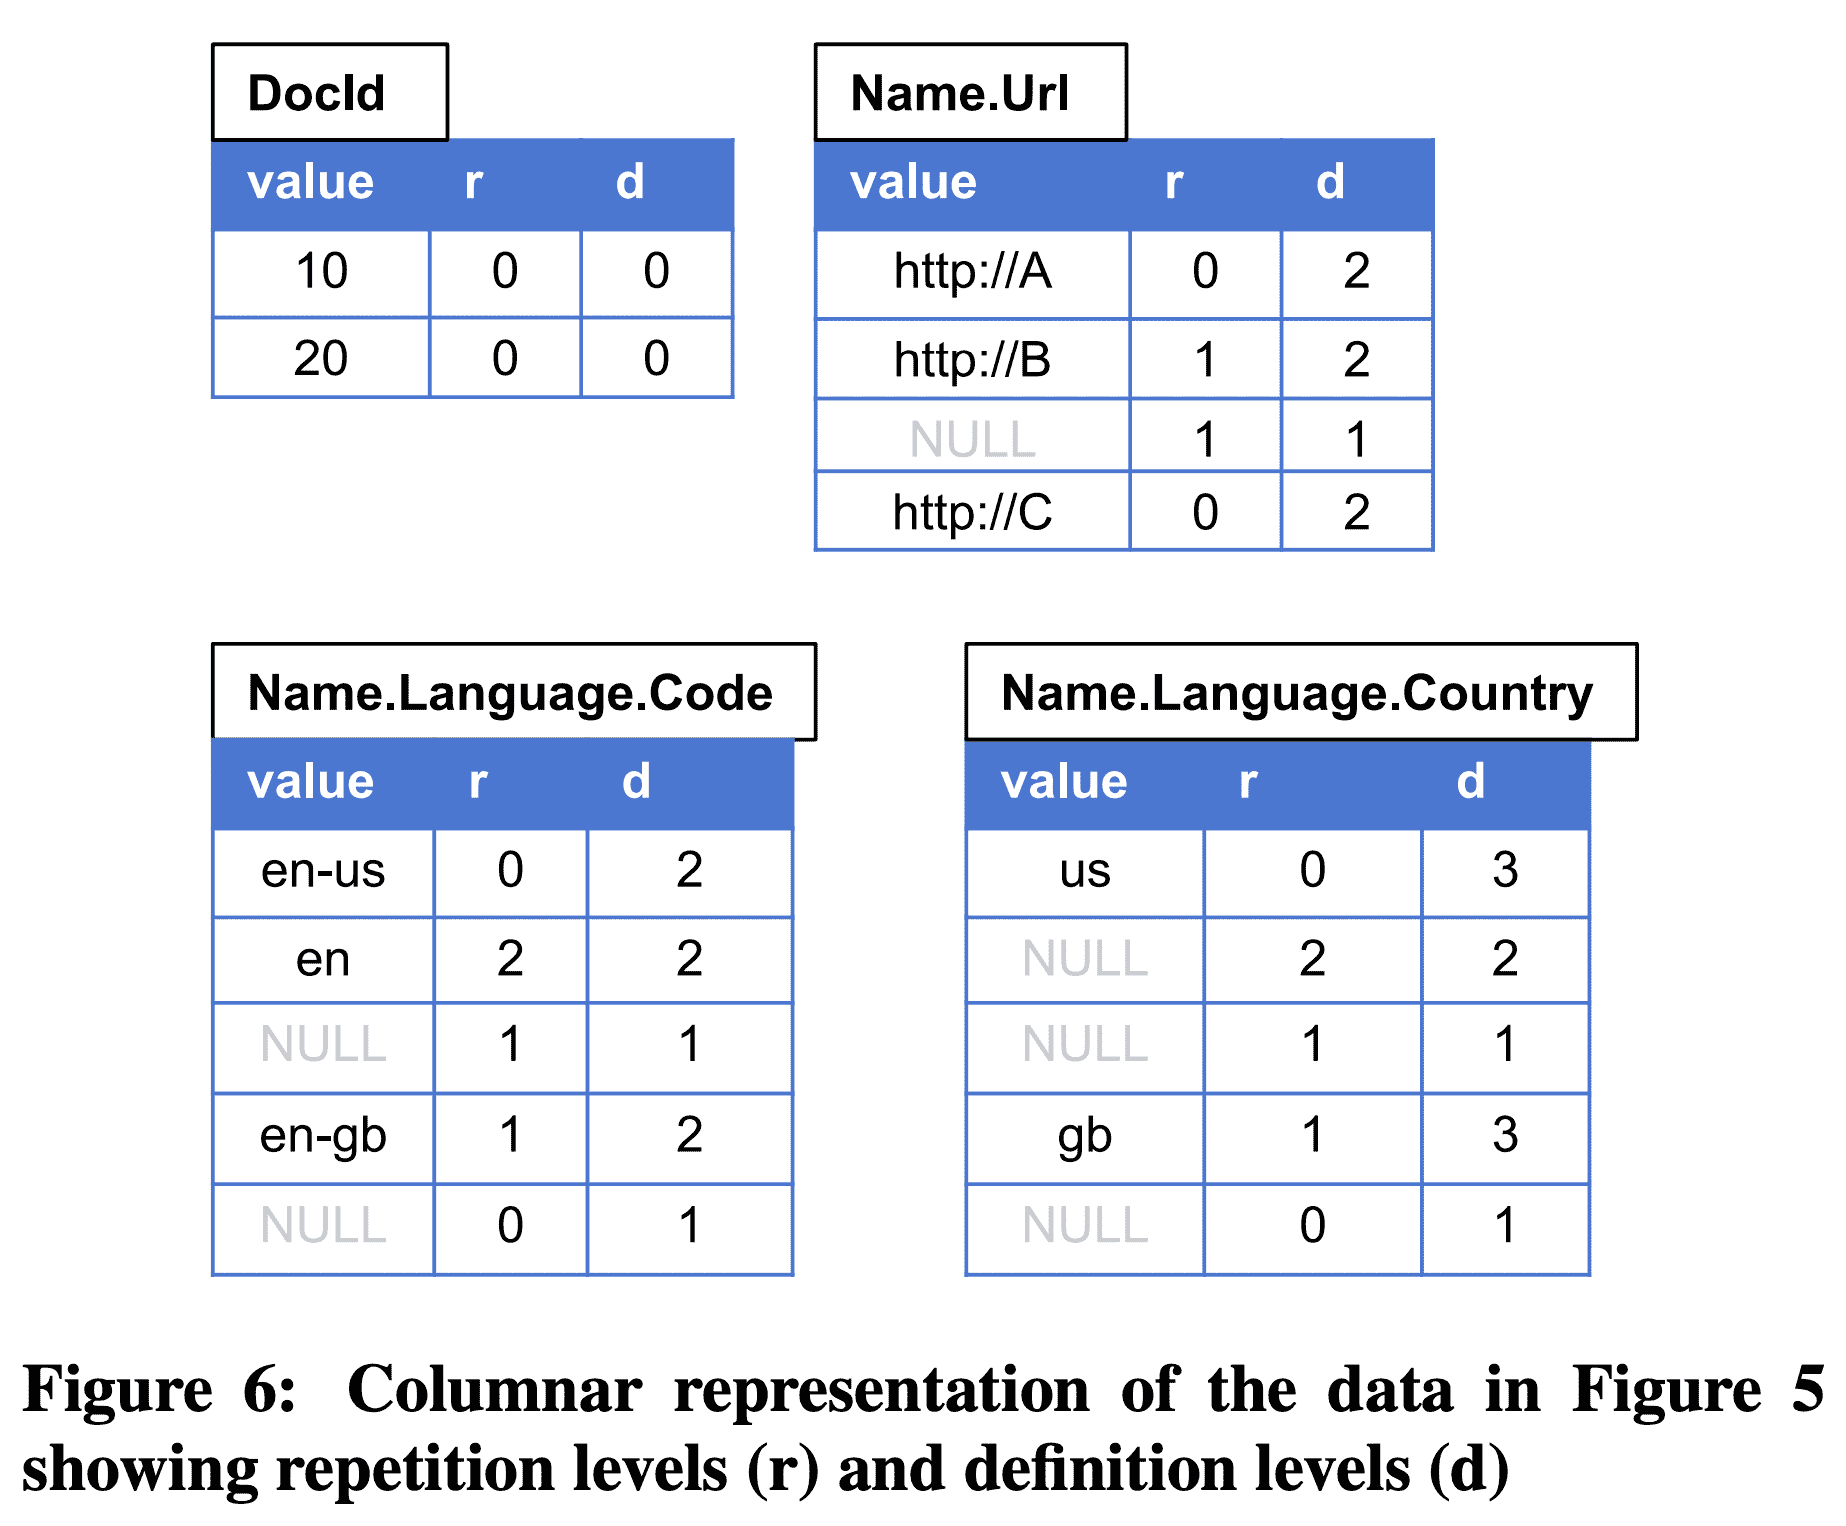 DocId
value r d
10 0 0
20 0 0
Name.Url
value r d
http://A 0 2
http://B 1 2
NULL 1 1
http://C 0 2
Name.Language.Code
value r d
en-us 0 2
en 2 2
NULL 1 1
en-gb 1 2
NULL 0 1
Name.Language.Country
value r d
us 0 3
NULL 2 2
NULL 1 1
gb 1 3
NULL 0 1
Figure 6: Columnar representation of the data in Figure 5
showing repetition levels (r) and definition levels (d)